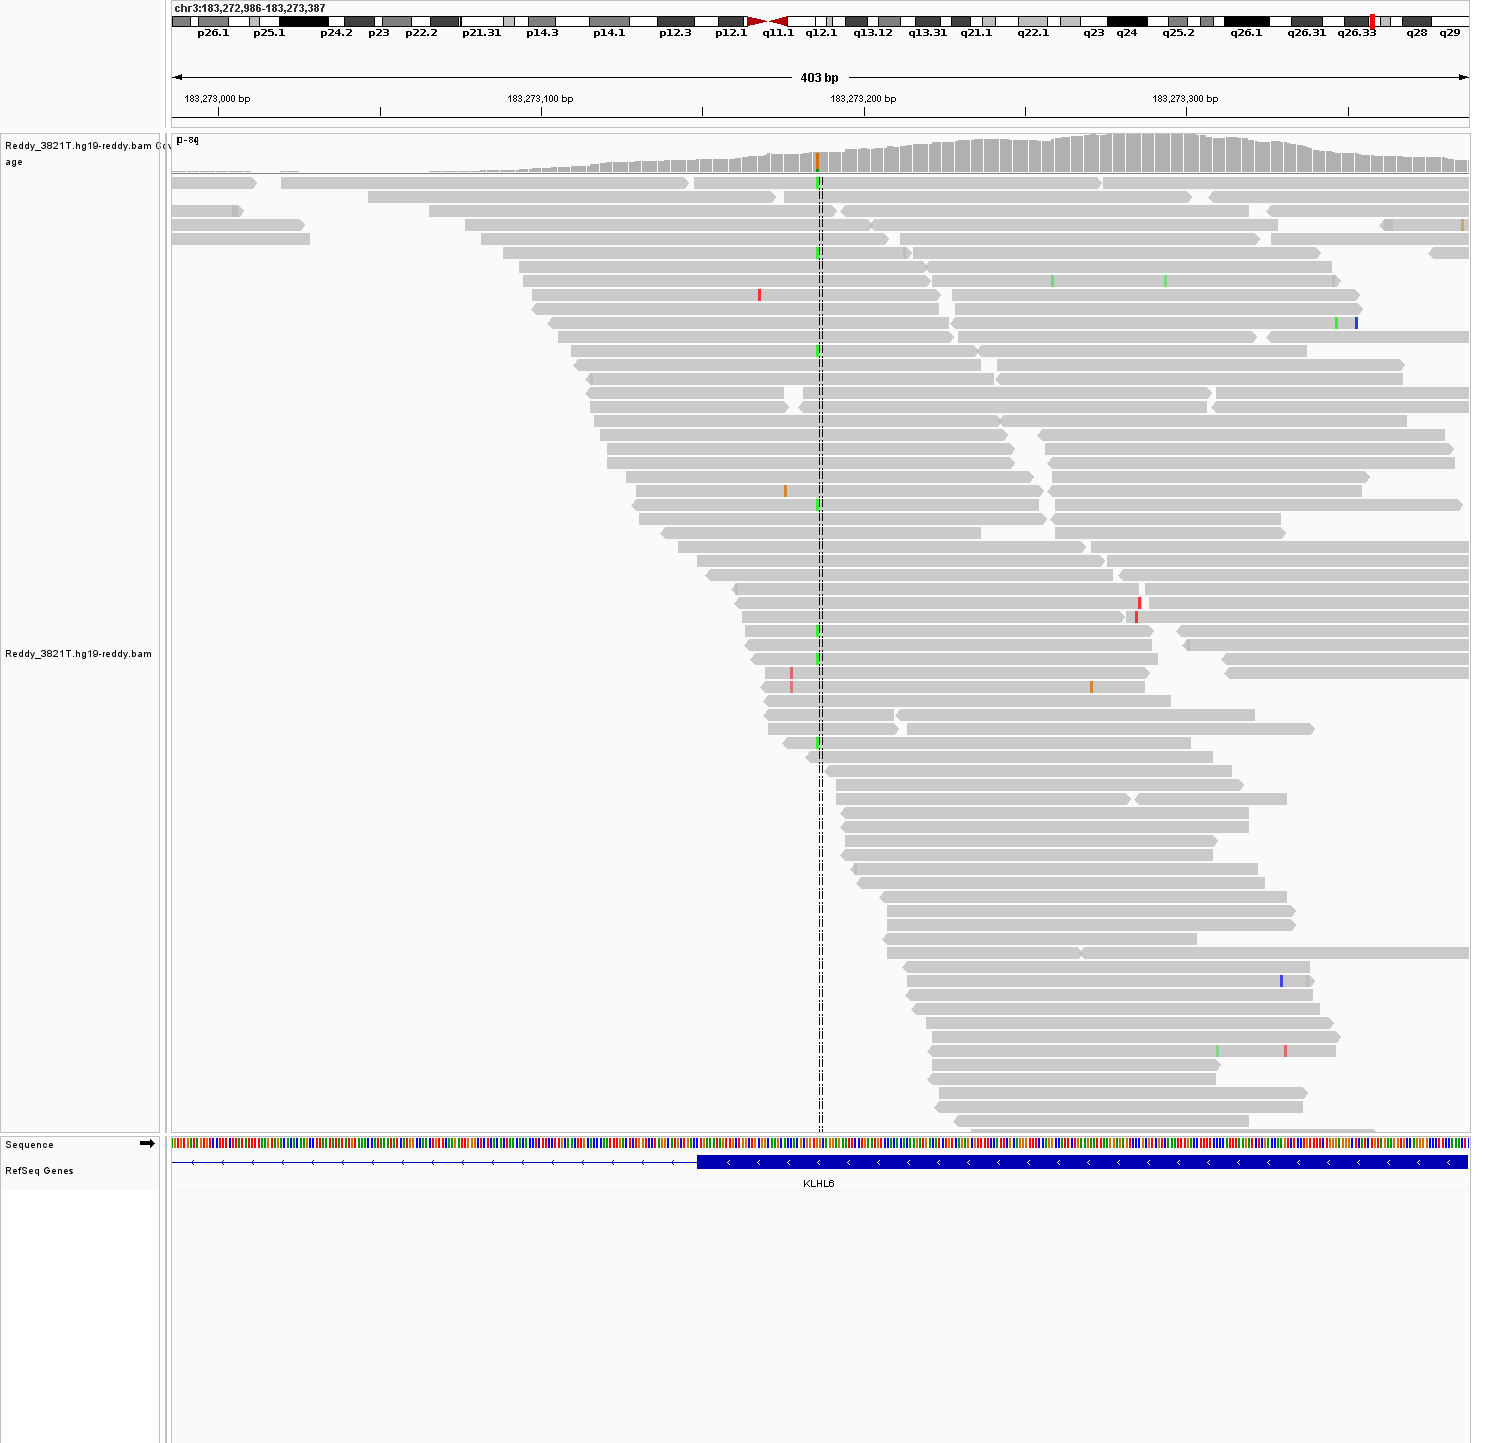 chr3:183,272,986-183,273,387
p26.1 p25.1 p24.2 p23 p22.2 p21.31 p14.3 p14.1 p12.3 p12.1 q11.1 q12.1 q13.12 q13.31 q21.1 q22.1 q23 q24 q25.2 q26.1 q26.31 q26.33 q28 q29
403 bp
183,273,000 bp 183,273,100 bp 183,273,200 bp 183,273,300 bp
Reddy_3821T.hg19-reddy.bam Cov
age
[0 - 84]
Reddy_3821T.hg19-reddy.bam
Sequence
RefSeq Genes
KLHL6